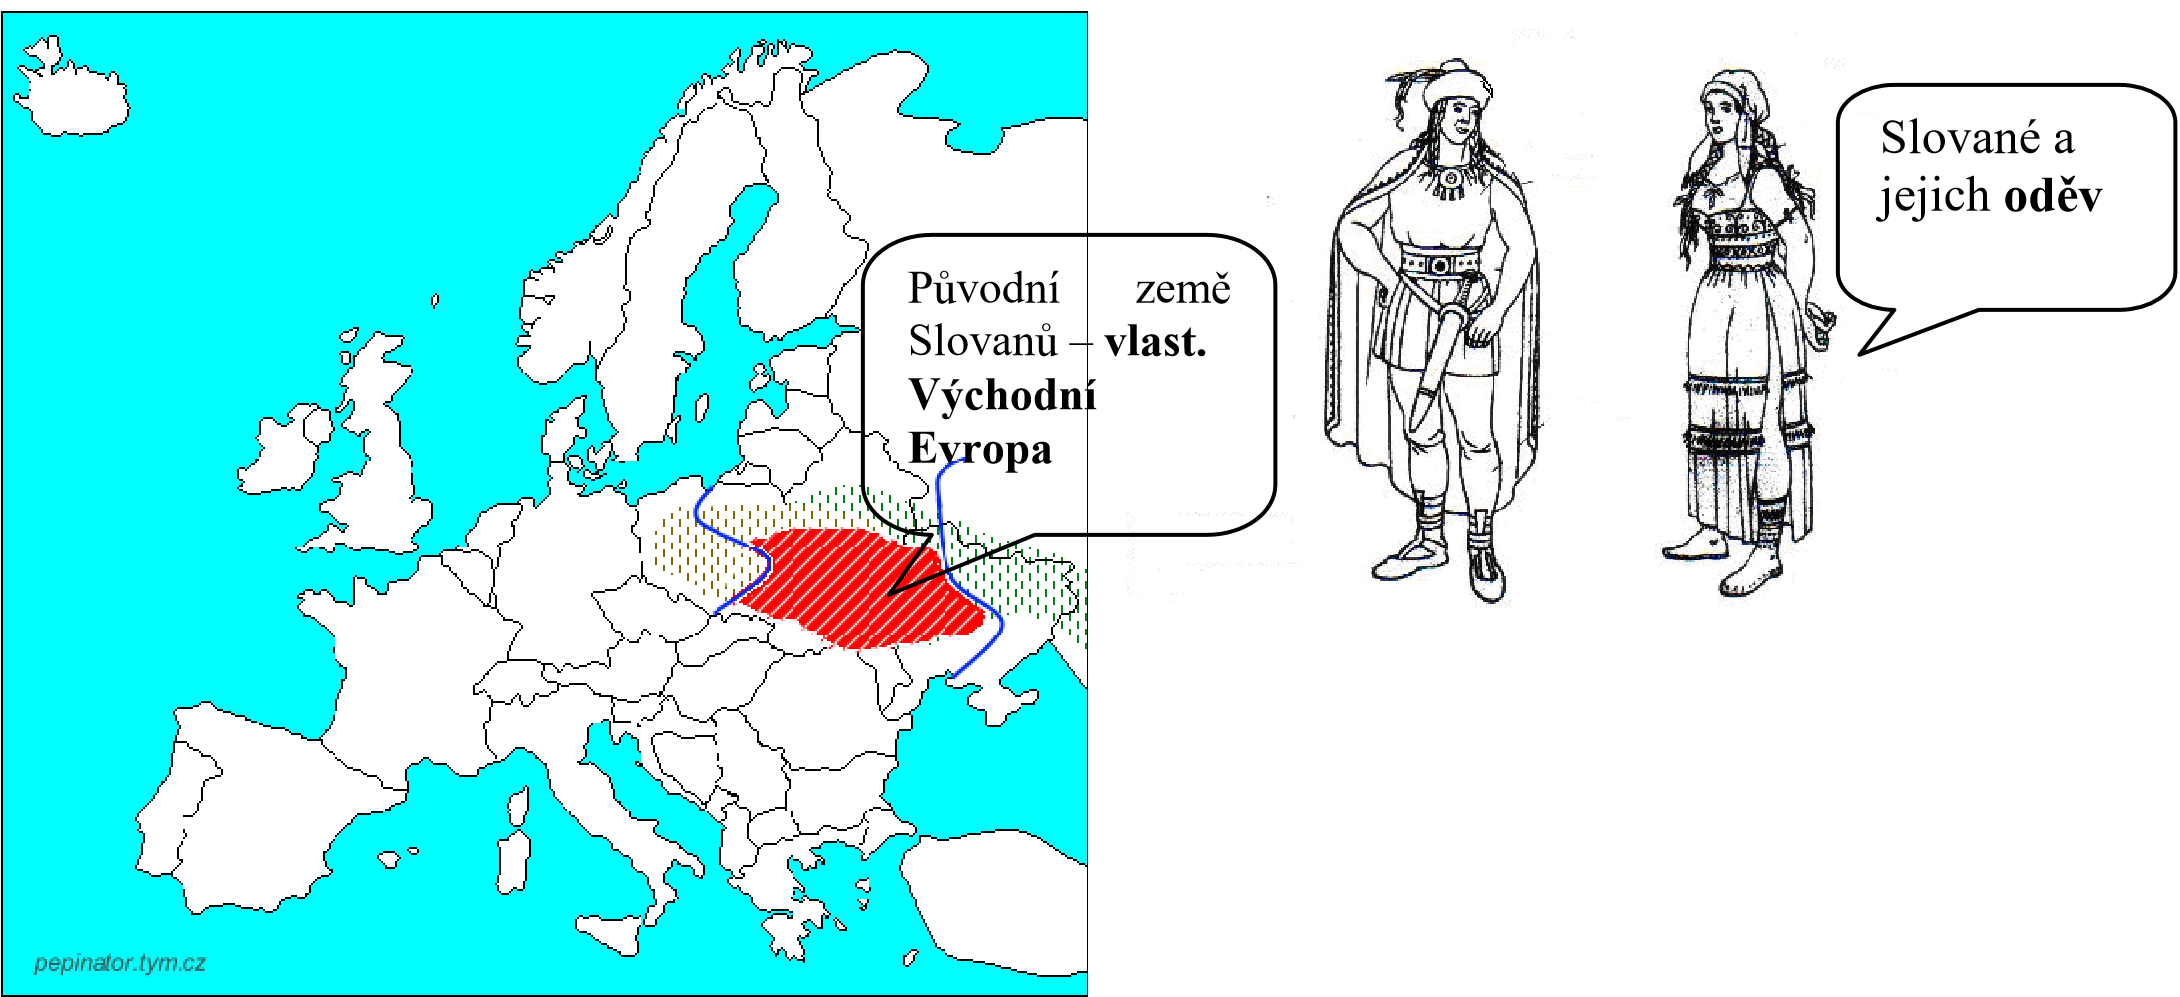 Původní země
Slovanů – vlast.
Východní
Evropa
Slované a
jejich oděv
pepinator.tym.cz